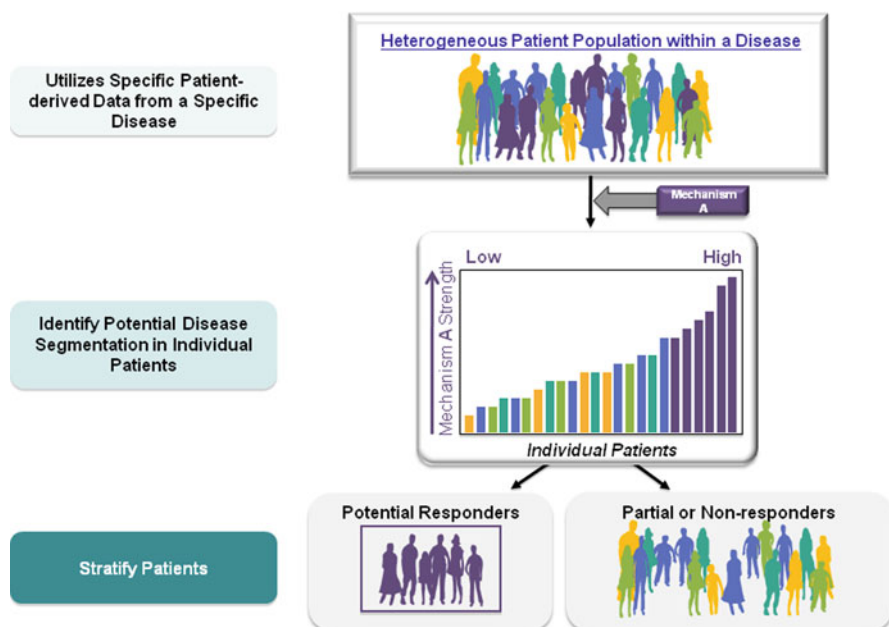 Heterogeneous Patient Population within a Disease
Utilizes Specific Patient-
derived Data from a Specific
Disease
Mechanism
A
Low
High
Mechanism A Strength
Identify Potential Disease
Segmentation in Individual
Patients
Individual Patients
Potential Responders
Partial or Non-responders
Stratify Patients